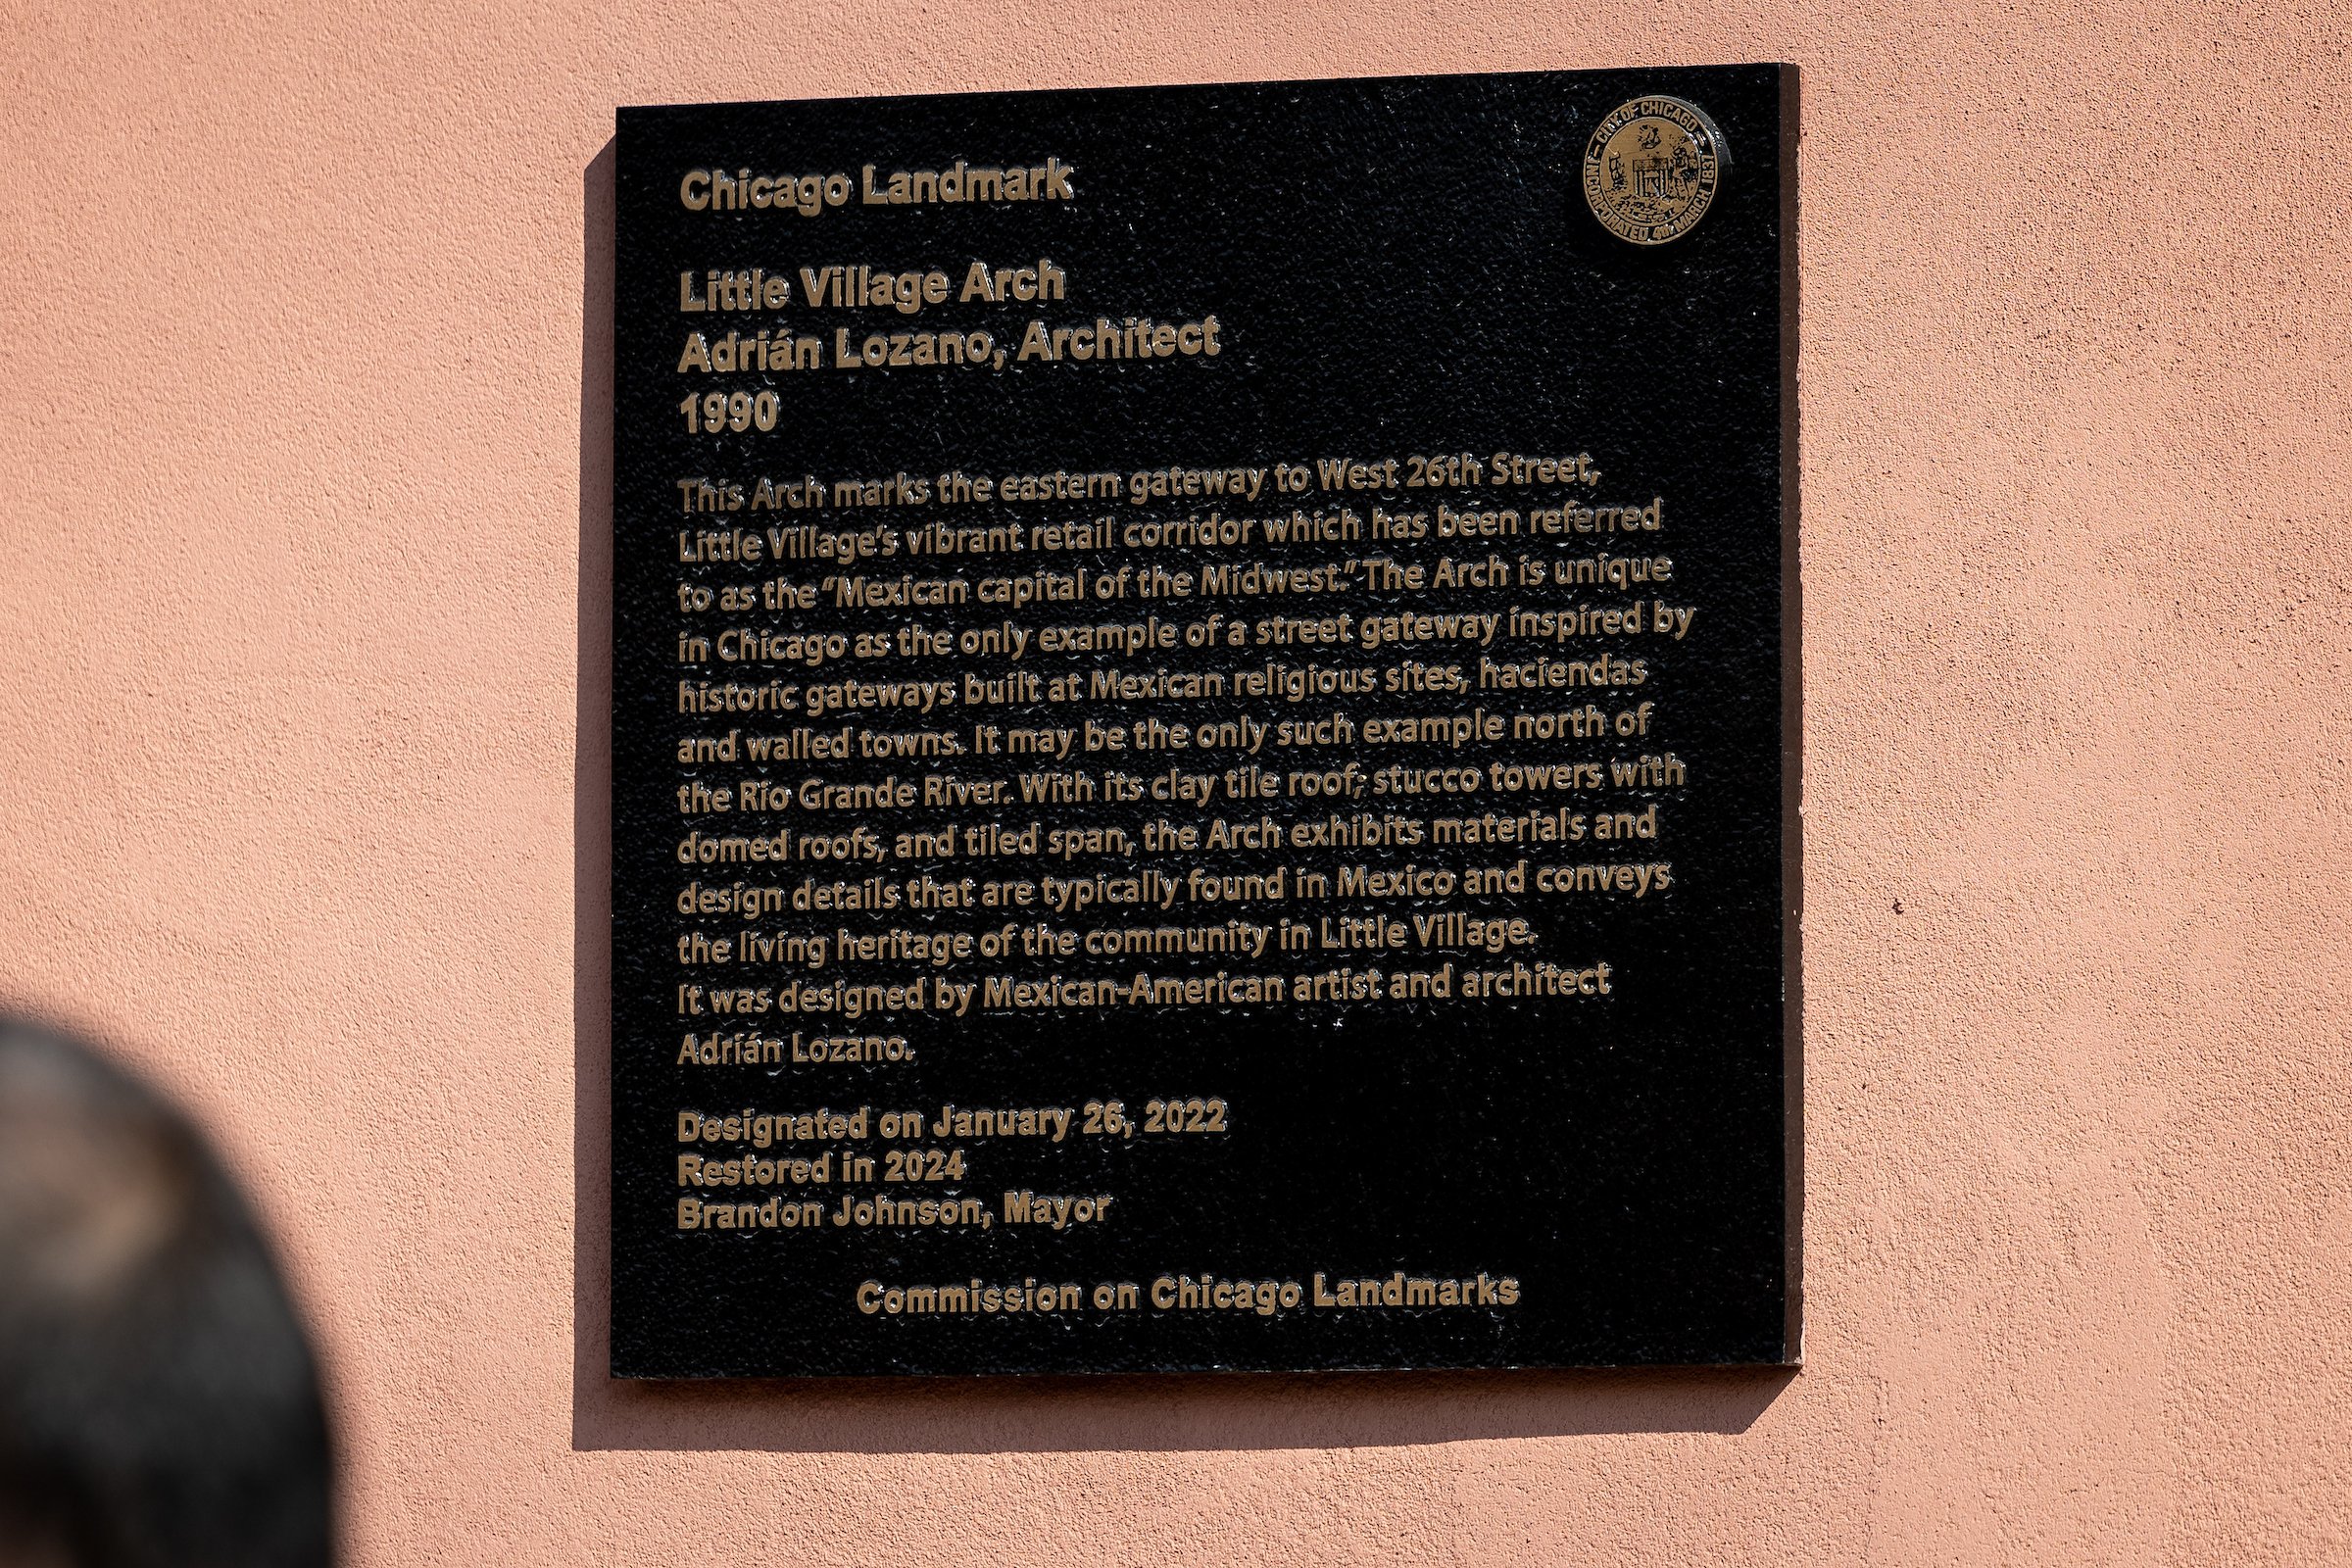 Chicago Landmark
CITY OF CHICAGO
INCORPORATED 4th MARCH 1837
Little Village Arch
Adrián Lozano, Architect
1990
This Arch marks the eastern gateway to West 26th Street,
Little Village's vibrant retail corridor which has been referred
to as the "Mexican capital of the Midwest." The Arch is unique
in Chicago as the only example of a street gateway inspired by
historic gateways built at Mexican religious sites, haciendas
and walled towns. It may be the only such example north of
the Rio Grande River. With its clay tile roof, stucco towers with
domed roofs, and tiled span, the Arch exhibits materials and
design details that are typically found in Mexico and conveys
the living heritage of the community in Little Village.
It was designed by Mexican-American artist and architect
Adrián Lozano.
Designated on January 26, 2022
Restored in 2024
Brandon Johnson, Mayor
Commission on Chicago Landmarks